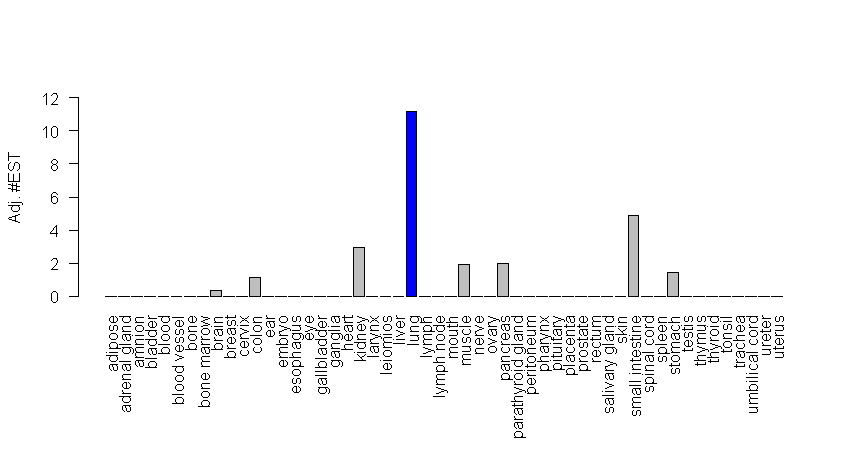 Adj. #EST
12
10
8
6
4
2
0
adipose
adrenal gland
amnion
bladder
blood
blood vessel
bone
bone marrow
brain
breast
cervix
colon
ear
embryo
esophagus
eye
gallbladder
ganglia
heart
kidney
larynx
leiomios
liver
lung
lymph
lymph node
mouth
muscle
nerve
ovary
pancreas
parathyroid gland
peritoneum
pharynx
pituitary
placenta
prostate
rectum
salivary gland
skin
small intestine
spinal cord
spleen
stomach
testis
thymus
thyroid
tonsil
trachea
umbilical cord
ureter
uterus